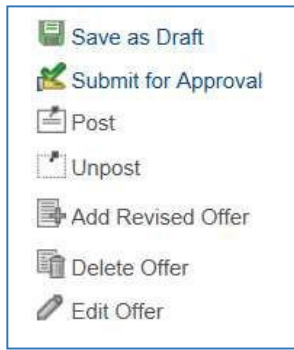 Save as Draft
Submit for Approval
Post
Unpost
Add Revised Offer
Delete Offer
Edit Offer